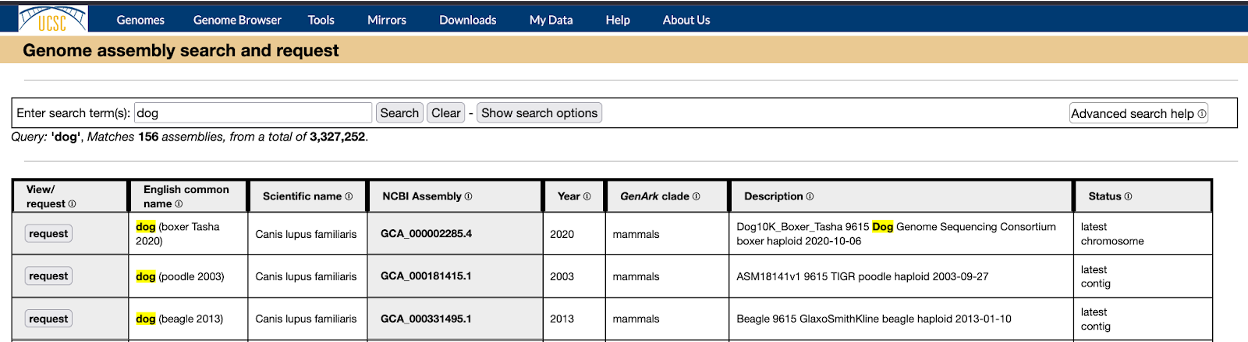 UCSC Genomes Genome Browser Tools Mirrors Downloads My Data Help About Us
Genome assembly search and request
Enter search term(s): dog Search Clear - Show search options Advanced search help ⓘ
Query: 'dog', Matches 156 assemblies, from a total of 3,327,252.
View/
request ⓘ
English common
name ⓘ
Scientific name ⓘ
NCBI Assembly ⓘ
Year ⓘ
GenArk clade ⓘ
Description ⓘ
Status ⓘ
request
dog (boxer Tasha
2020)
Canis lupus familiaris
GCA_000002285.4
2020
mammals
Dog10K_Boxer_Tasha 9615 Dog Genome Sequencing Consortium
boxer haploid 2020-10-06
latest
chromosome
request
dog (poodle 2003)
Canis lupus familiaris
GCA_000181415.1
2003
mammals
ASM18141v1 9615 TIGR poodle haploid 2003-09-27
latest
contig
request
dog (beagle 2013)
Canis lupus familiaris
GCA_000331495.1
2013
mammals
Beagle 9615 GlaxoSmithKline beagle haploid 2013-01-10
latest
contig